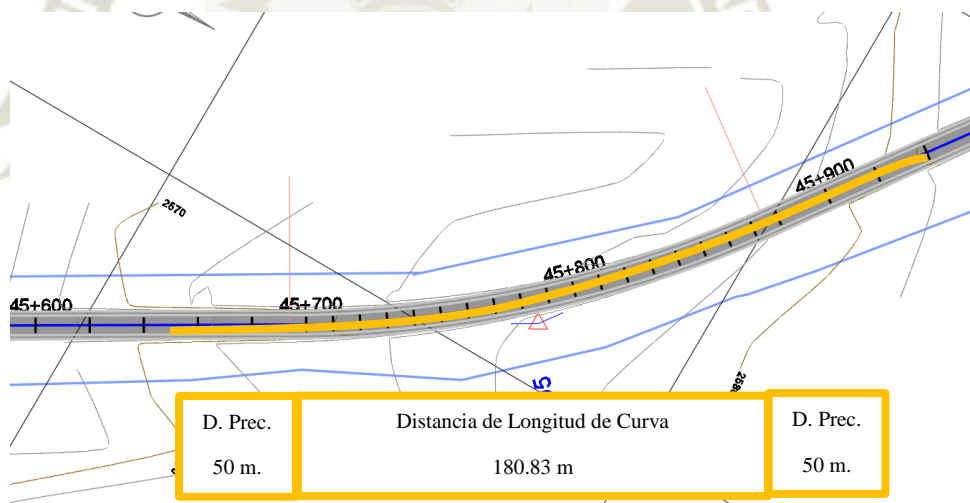 2670
45+900
45+800
45+700
45+600
D. Prec.
50 m.
Distancia de Longitud de Curva
180.83 m
D. Prec.
50 m.